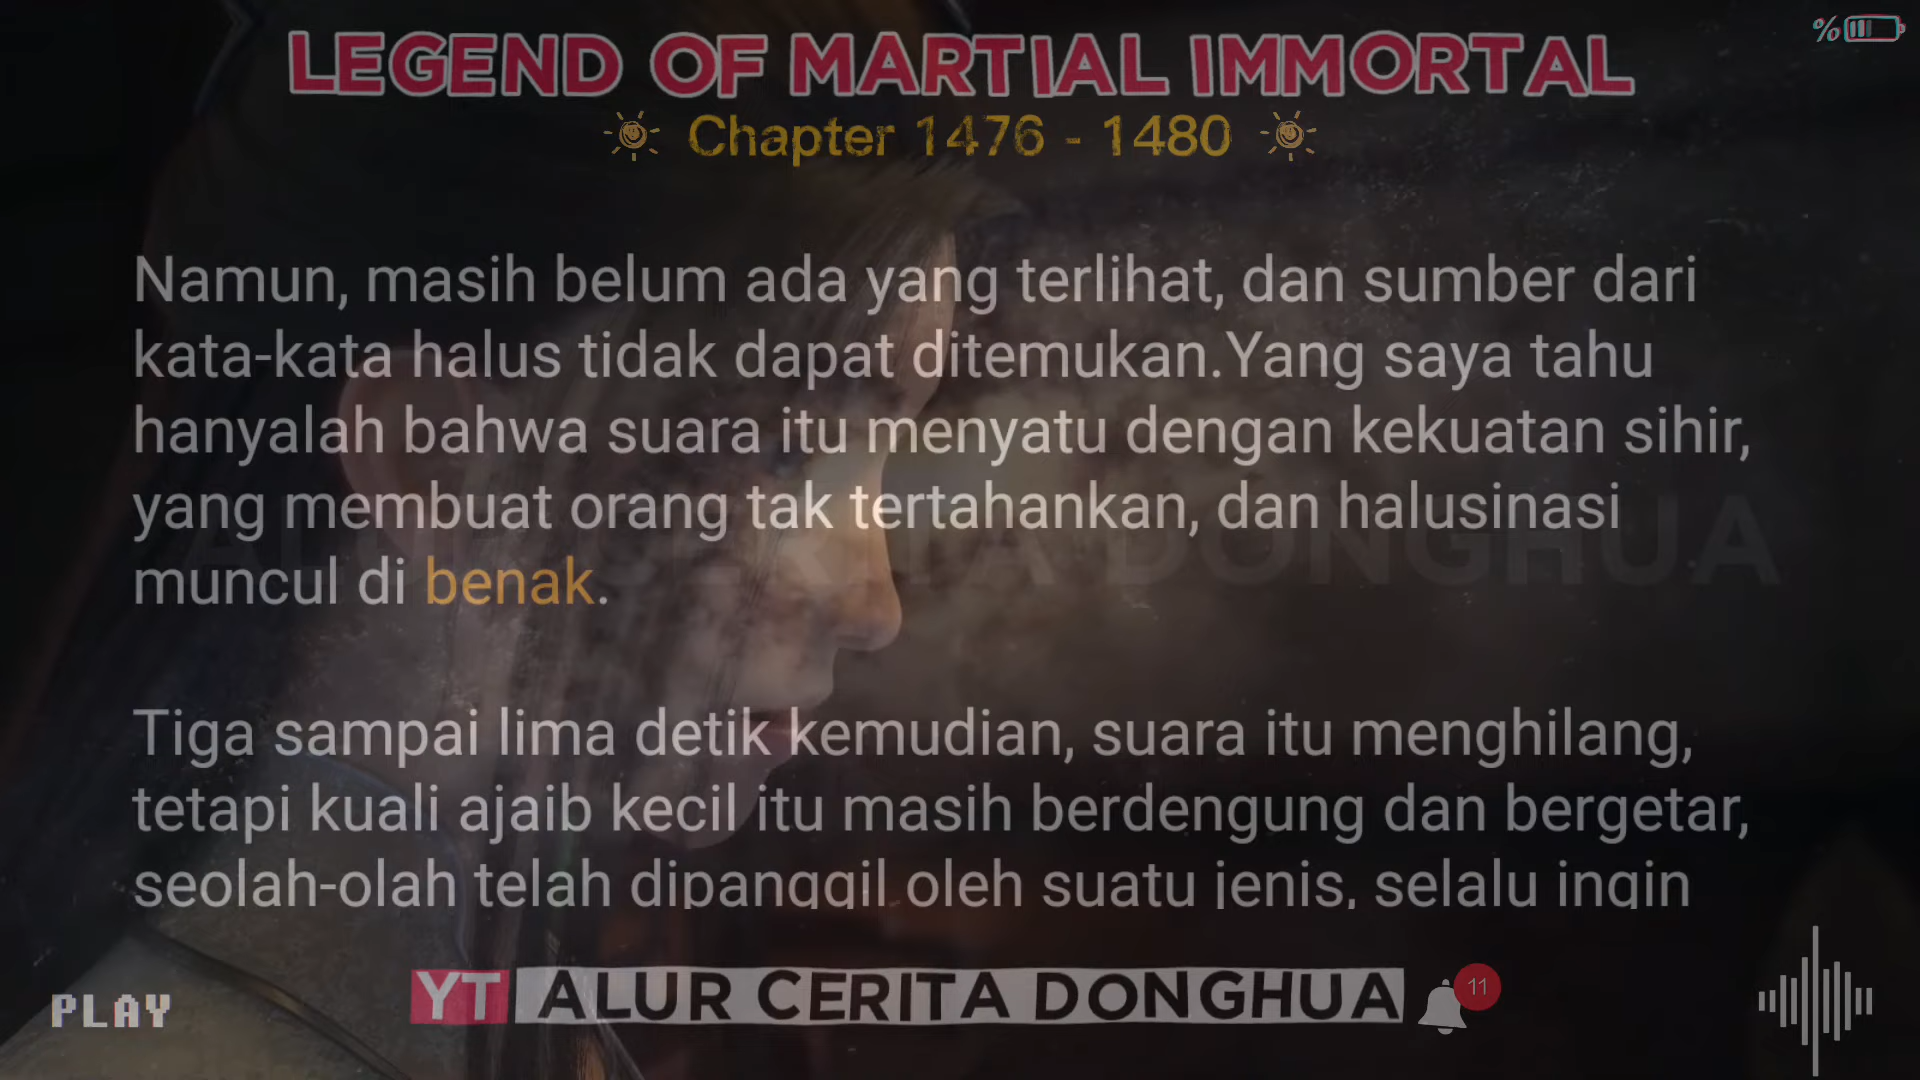 LEGEND OF MARTIAL IMMORTAL
%
Chapter 1476 - 1480
Namun, masih belum ada yang terlihat, dan sumber dari
kata-kata halus tidak dapat ditemukan.Yang saya tahu
hanyalah bahwa suara itu menyatu dengan kekuatan sihir,
yang membuat orang tak tertahankan, dan halusinasi
muncul di benak.
ALUR CERITA DONGHUA
Tiga sampai lima detik kemudian, suara itu menghilang,
tetapi kuali ajaib kecil itu masih berdengung dan bergetar,
seolah-olah telah dipanggil oleh suatu jenis, selalu ingin
PLAY
YT ALUR CERITA DONGHUA
11